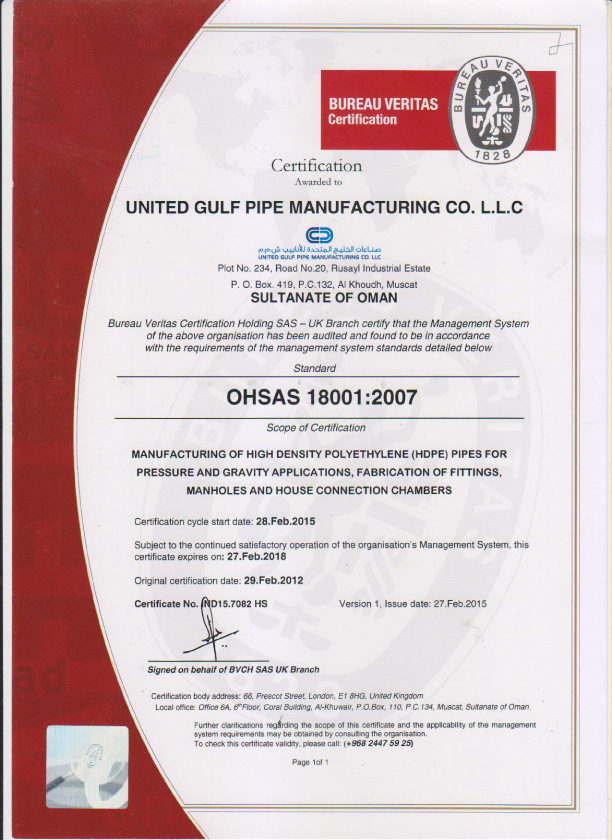 BUREAU VERITAS
Certification
BUREAU VERITAS
1828
Certification
Awarded to
UNITED GULF PIPE MANUFACTURING CO. L.L.C
صناعات الخليج المتحدة للأنابيب ش.م.م
UNITED GULF PIPE MANUFACTURING CO. LLC
Plot No. 234, Road No.20, Rusayl Industrial Estate
P. O. Box. 419, P.C.132, Al Khoudh, Muscat
SULTANATE OF OMAN
Bureau Veritas Certification Holding SAS – UK Branch certify that the Management System
of the above organisation has been audited and found to be in accordance
with the requirements of the management system standards detailed below
Standard
OHSAS 18001:2007
Scope of Certification
MANUFACTURING OF HIGH DENSITY POLYETHYLENE (HDPE) PIPES FOR
PRESSURE AND GRAVITY APPLICATIONS, FABRICATION OF FITTINGS,
MANHOLES AND HOUSE CONNECTION CHAMBERS
Certification cycle start date: 28.Feb.2015
Subject to the continued satisfactory operation of the organisation's Management System, this
certificate expires on: 27.Feb.2018
Original certification date: 29.Feb.2012
Certificate No. IND15.7082 HS Version 1, Issue date: 27.Feb.2015
Signed on behalf of BVCH SAS UK Branch
Certification body address: 66, Prescot Street, London, E1 8HG, United Kingdom
Local office: Office 6A, 6th Floor, Coral Building, Al-Khuwair, P.O.Box, 110, P.C.134, Muscat, Sultanate of Oman
Further clarifications regarding the scope of this certificate and the applicability of the management
system requirements may be obtained by consulting the organisation.
To check this certificate validity, please call: (+968 2447 59 25)
Page 1of 1